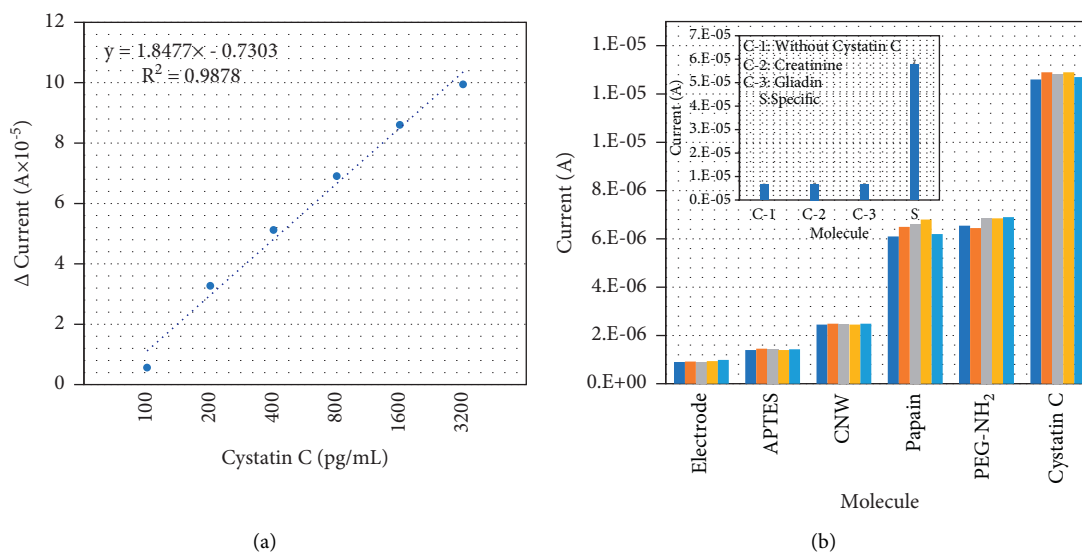 12
10
8
6
4
2
0
Δ Current (A×10⁻⁵)
y = 1.8477× - 0.7303
R² = 0.9878
100
200
400
800
1600
3200
Cystatin C (pg/mL)
(a)
1.E-05
1.E-05
1.E-05
8.E-06
6.E-06
4.E-06
2.E-06
0.E+00
Current (A)
7.E-05
6.E-05
5.E-05
4.E-05
3.E-05
2.E-05
1.E-05
0.E-05
Current (A)
C-1: Without Cystatin C
C-2: Creatinine
C-3: Gliadin
S:Specific
C-1 C-2 C-3 S
Molecule
Electrode
APTES
CNW
Papain
PEG-NH₂
Cystatin C
Molecule
(b)